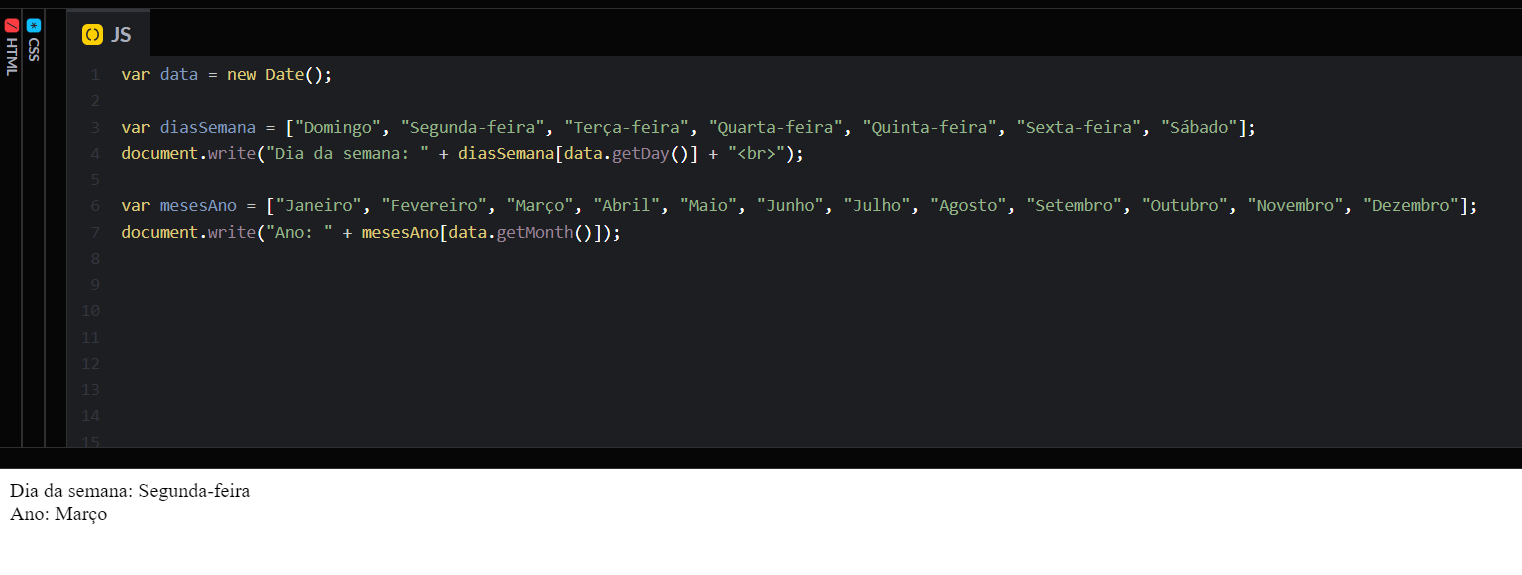 HTML
CSS
JS
1 var data = new Date();
2
3 var diasSemana = ["Domingo", "Segunda-feira", "Terça-feira", "Quarta-feira", "Quinta-feira", "Sexta-feira", "Sábado"];
4 document.write("Dia da semana: " + diasSemana[data.getDay()] + "<br>");
5
6 var mesesAno = ["Janeiro", "Fevereiro", "Março", "Abril", "Maio", "Junho", "Julho", "Agosto", "Setembro", "Outubro", "Novembro", "Dezembro"];
7 document.write("Ano: " + mesesAno[data.getMonth()]);
8
9
10
11
12
13
14
15
Dia da semana: Segunda-feira
Ano: Março